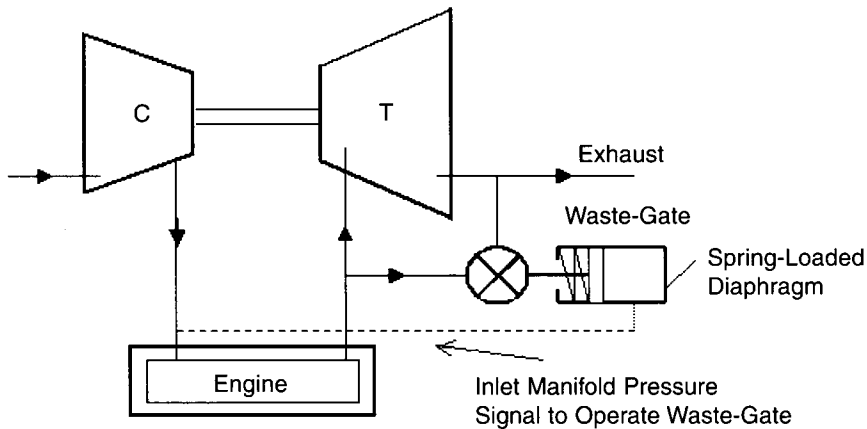 C
T
Exhaust
Waste-Gate
Spring-Loaded
Diaphragm
Engine
Inlet Manifold Pressure
Signal to Operate Waste-Gate